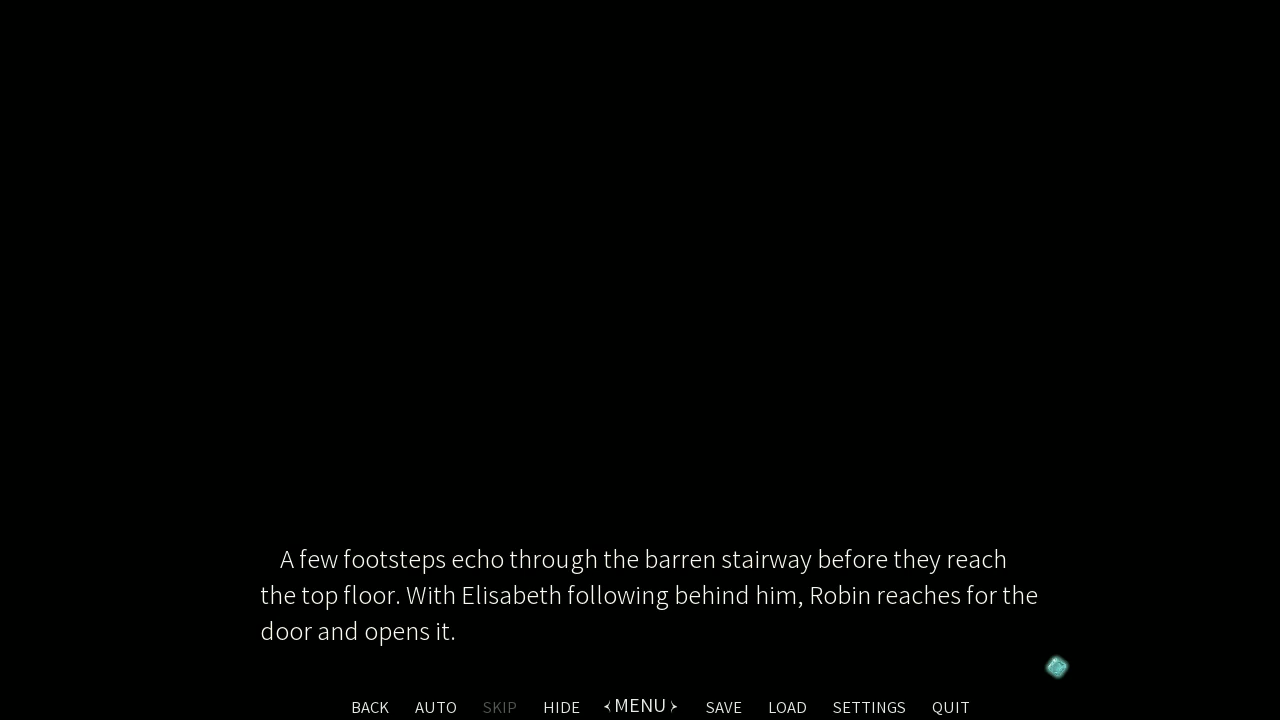 A few footsteps echo through the barren stairway before they reach
the top floor. With Elisabeth following behind him, Robin reaches for the
door and opens it.
BACK AUTO SKIP HIDE MENU SAVE LOAD SETTINGS QUIT